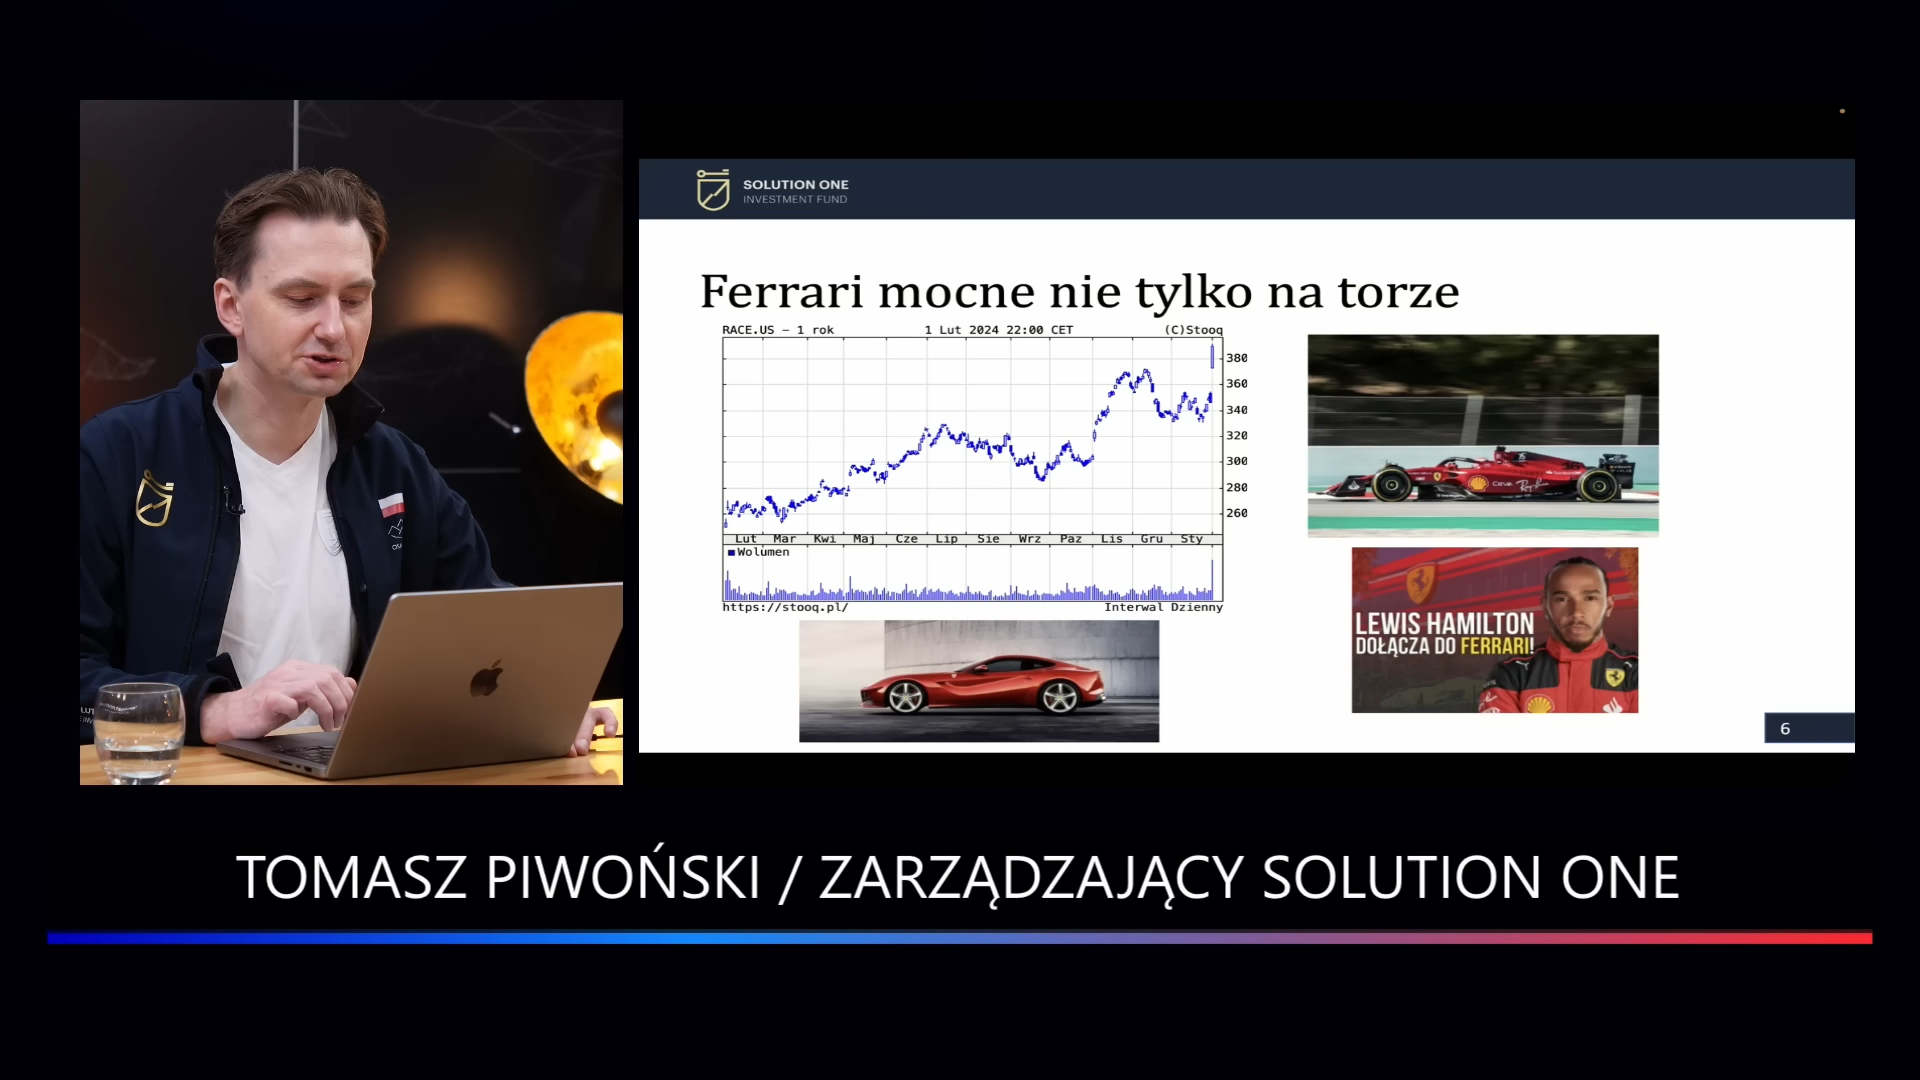 SOLUTION ONE
INVESTMENT FUND
Ferrari mocne nie tylko na torze
RACE.US - 1 rok 1 Lut 2024 22:00 CET (C)Stooq
380
360
340
320
300
280
260
Lut Mar Kwi Maj Cze Lip Sie Wrz Paz Lis Gru Sty
Wolumen
https://stooq.pl/ Interwal Dzienny
LEWIS HAMILTON
DOŁĄCZA DO FERRARI!
6
TOMASZ PIWOŃSKI / ZARZĄDZAJĄCY SOLUTION ONE